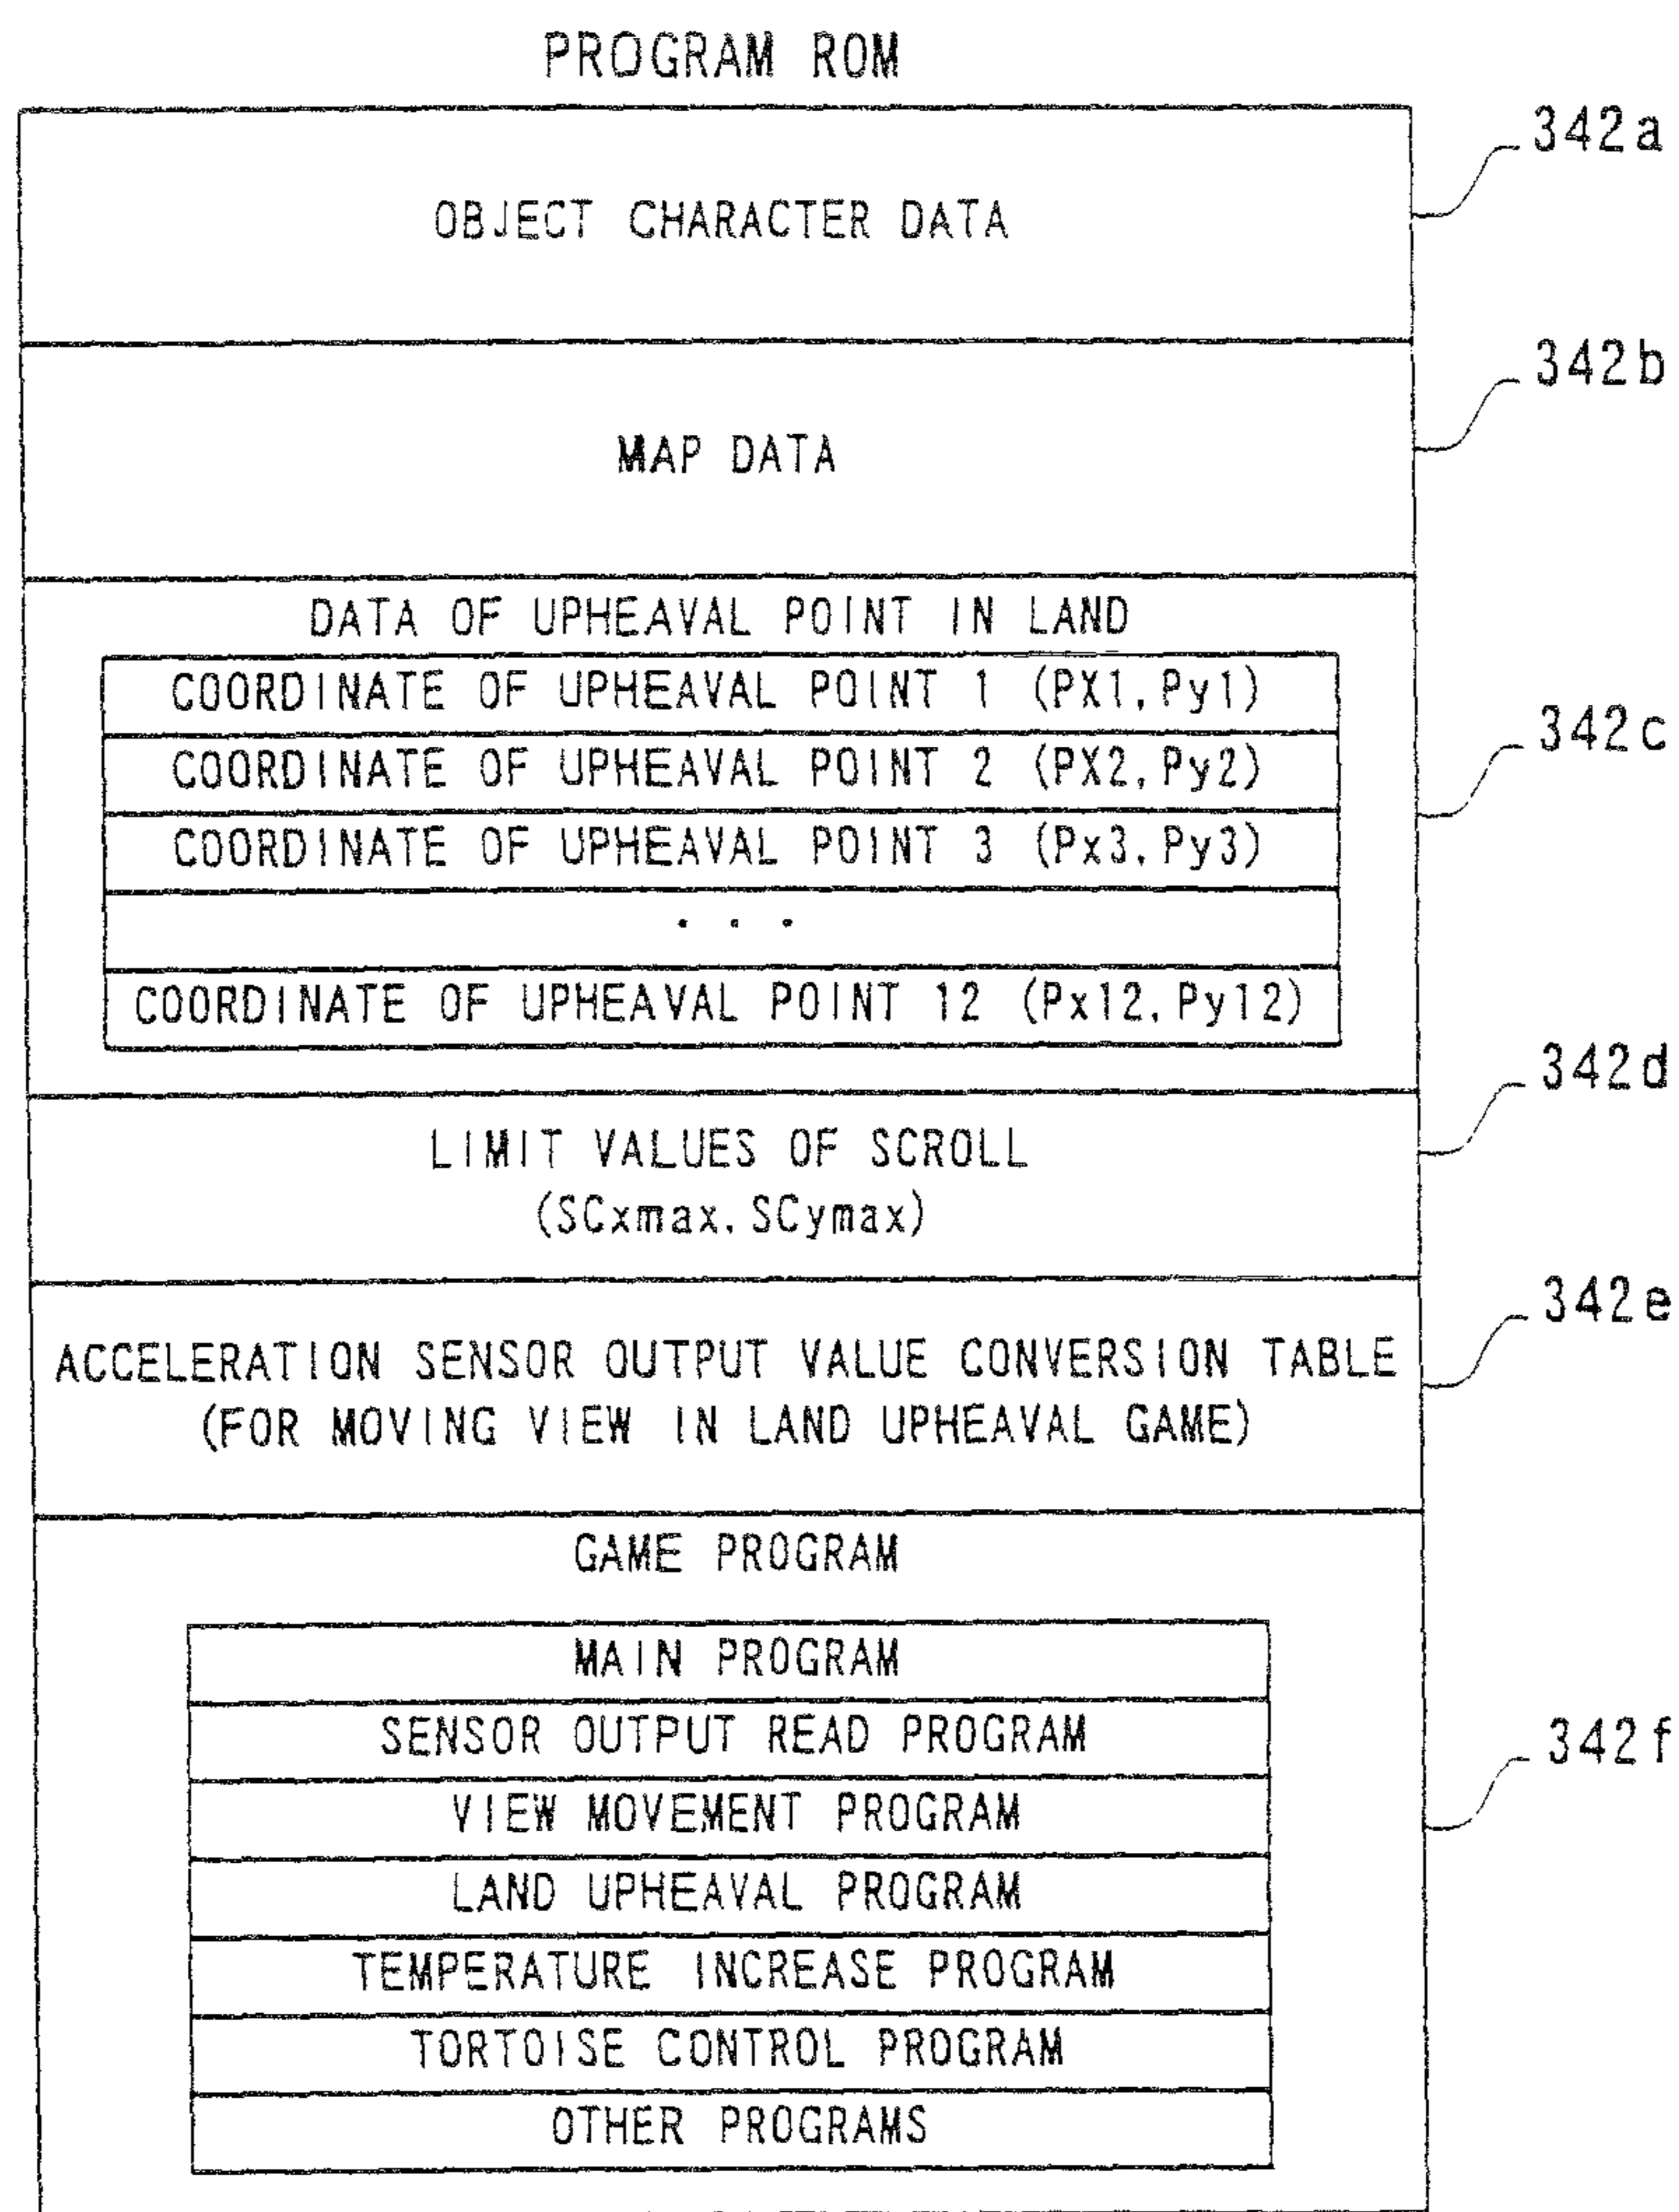 PROGRAM ROM
342a
OBJECT CHARACTER DATA
342b
MAP DATA
DATA OF UPHEAVAL POINT IN LAND
COORDINATE OF UPHEAVAL POINT 1 (PX1,Py1)
342c
COORDINATE OF UPHEAVAL POINT 2 (PX2,Py2)
COORDINATE OF UPHEAVAL POINT 3 (Px3,Py3)
. . .
COORDINATE OF UPHEAVAL POINT 12 (Px12,Py12)
342d
LIMIT VALUES OF SCROLL
(SCxmax,SCymax)
342e
ACCELERATION SENSOR OUTPUT VALUE CONVERSION TABLE
(FOR MOVING VIEW IN LAND UPHEAVAL GAME)
GAME PROGRAM
MAIN PROGRAM
SENSOR OUTPUT READ PROGRAM
342f
VIEW MOVEMENT PROGRAM
LAND UPHEAVAL PROGRAM
TEMPERATURE INCREASE PROGRAM
TORTOISE CONTROL PROGRAM
OTHER PROGRAMS